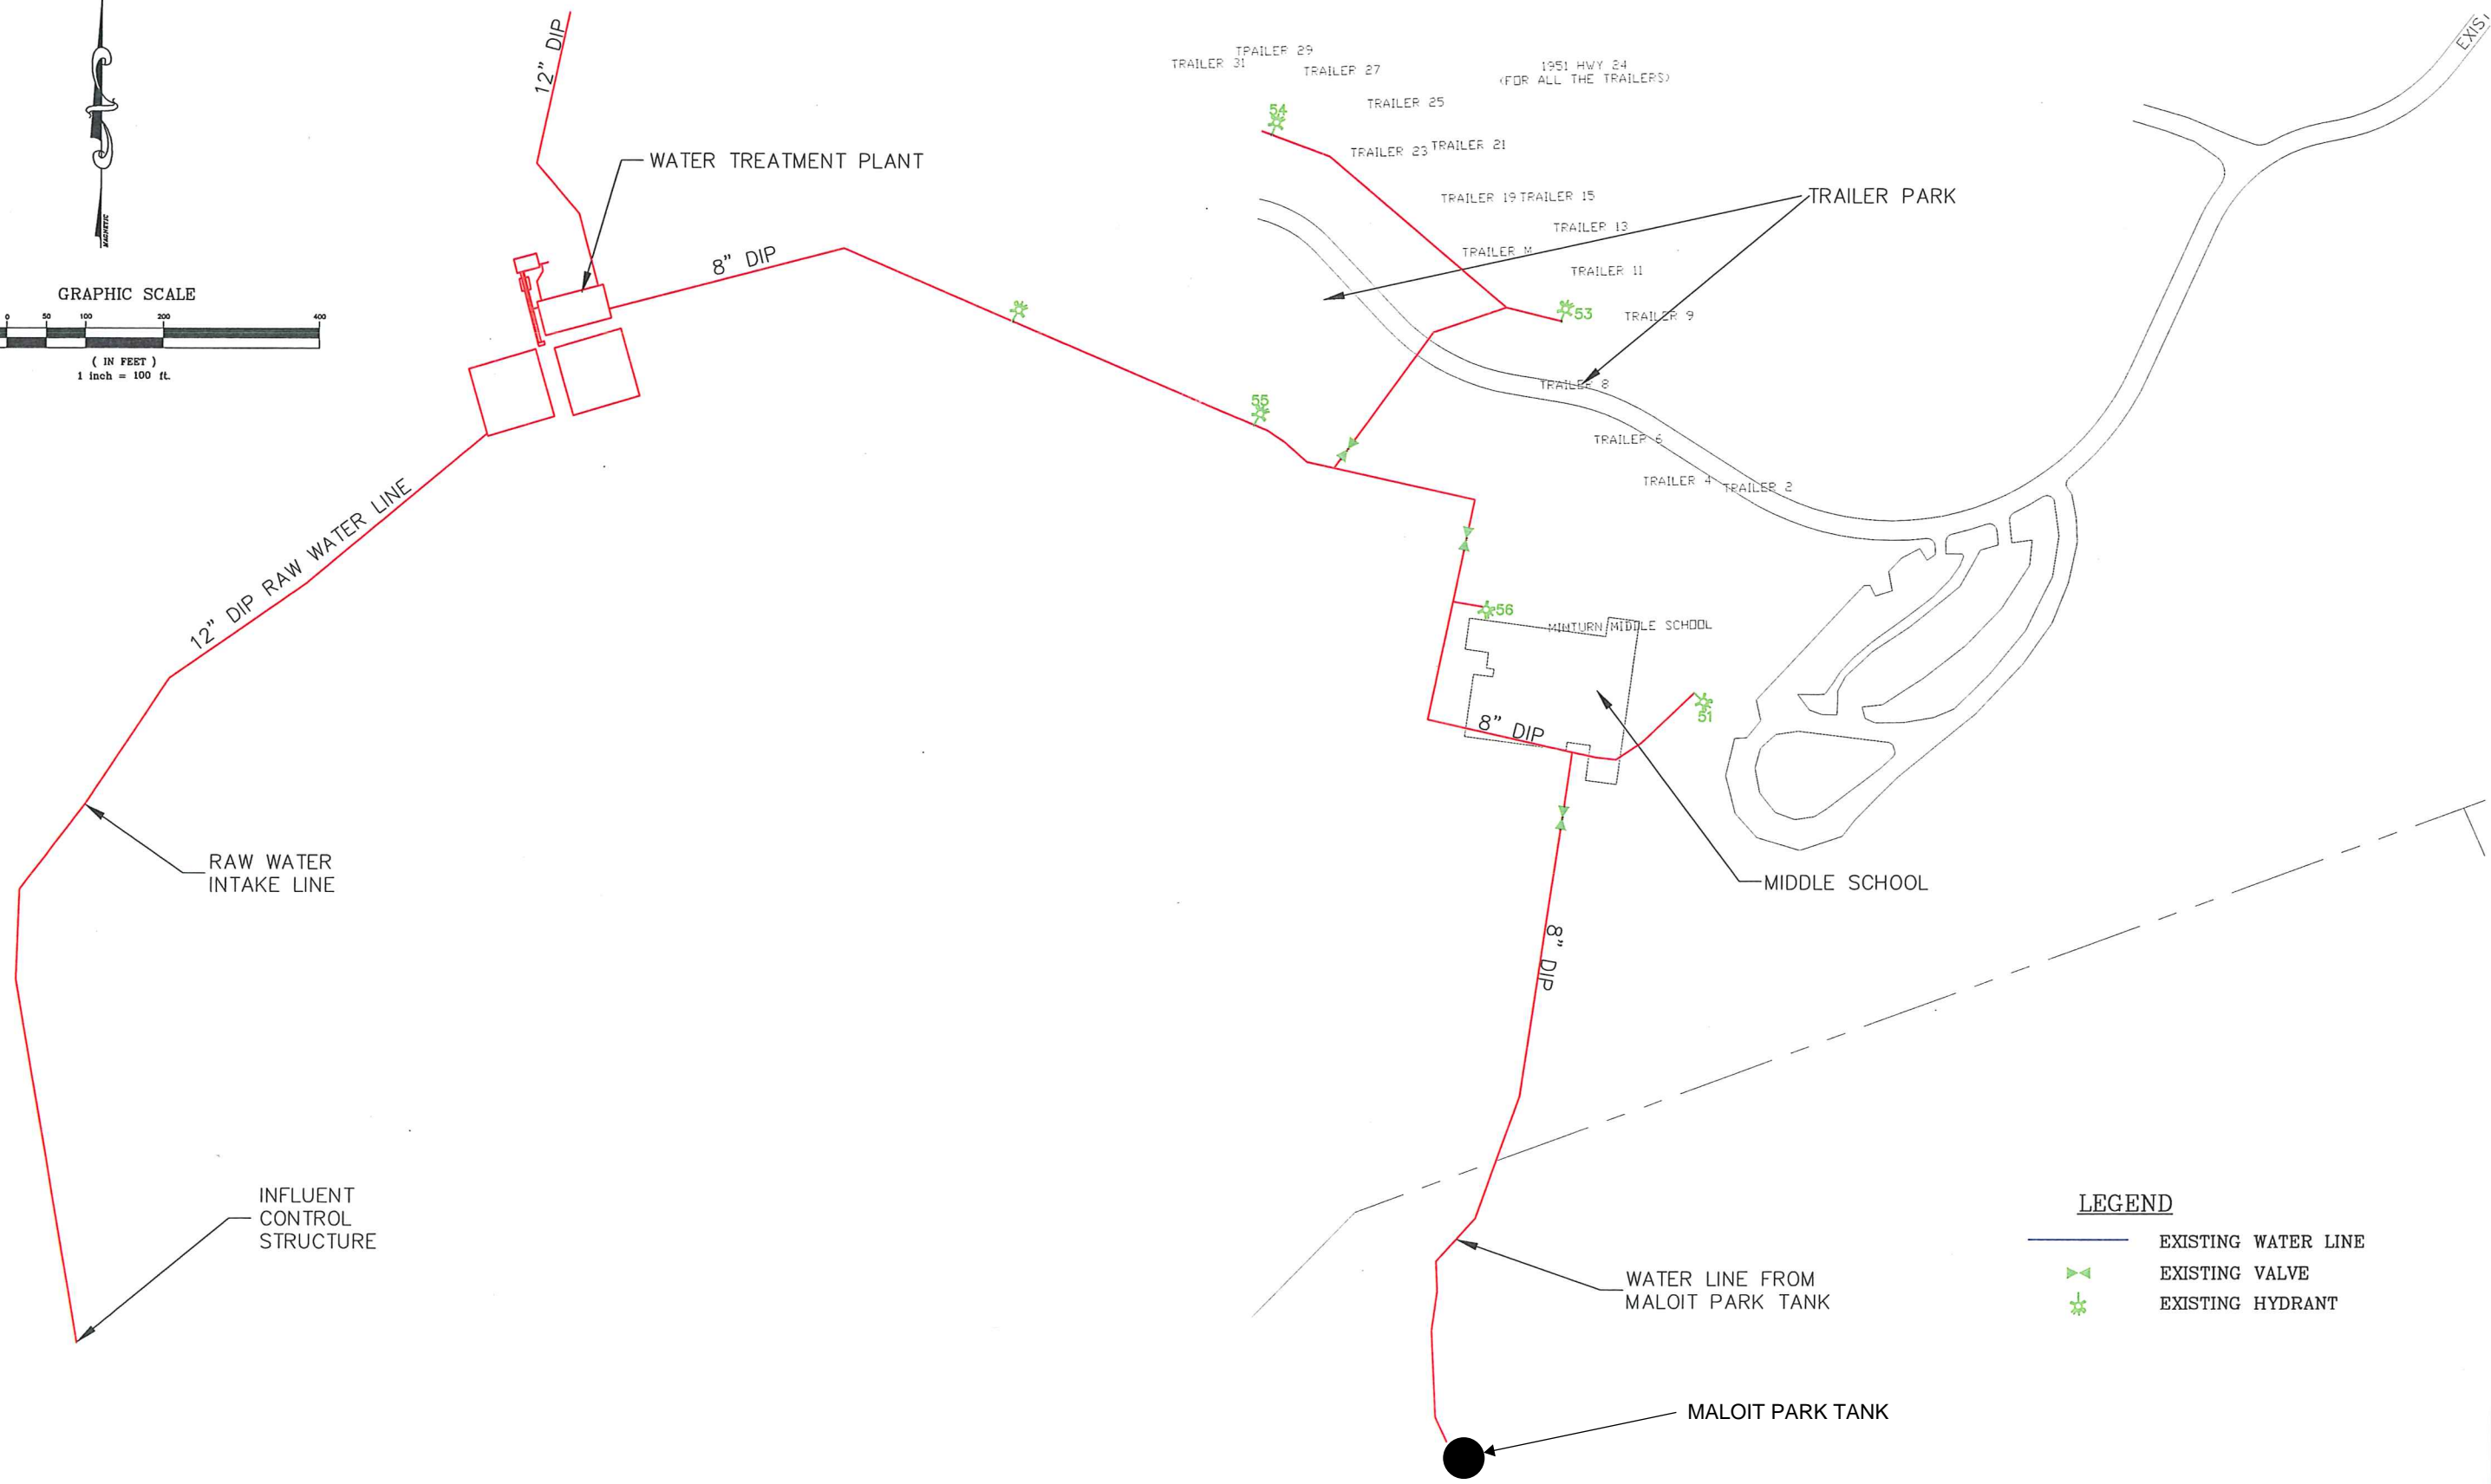 12" DIP
EXIS
MAGNETIC
GRAPHIC SCALE
0 50 100 200 400
( IN FEET )
1 inch = 100 ft.
WATER TREATMENT PLANT
8" DIP
TRAILER 31
TPAILER 29
TRAILER 27
1951 HWY 24
(FOR ALL THE TRAILERS)
TRAILER 25
54
TRAILER 23
TRAILER 21
TRAILER 19
TRAILER 15
TRAILER PARK
TRAILER 13
TRAILER M
TRAILER 11
53
TRAILER 9
TRAILER 8
55
TRAILER 6
TRAILER 4
TRAILER 2
12" DIP RAW WATER LINE
56
MINTURN MIDDLE SCHOOL
51
8" DIP
RAW WATER
INTAKE LINE
MIDDLE SCHOOL
8" DIP
INFLUENT
CONTROL
STRUCTURE
WATER LINE FROM
MALOIT PARK TANK
MALOIT PARK TANK
LEGEND
EXISTING WATER LINE
EXISTING VALVE
EXISTING HYDRANT